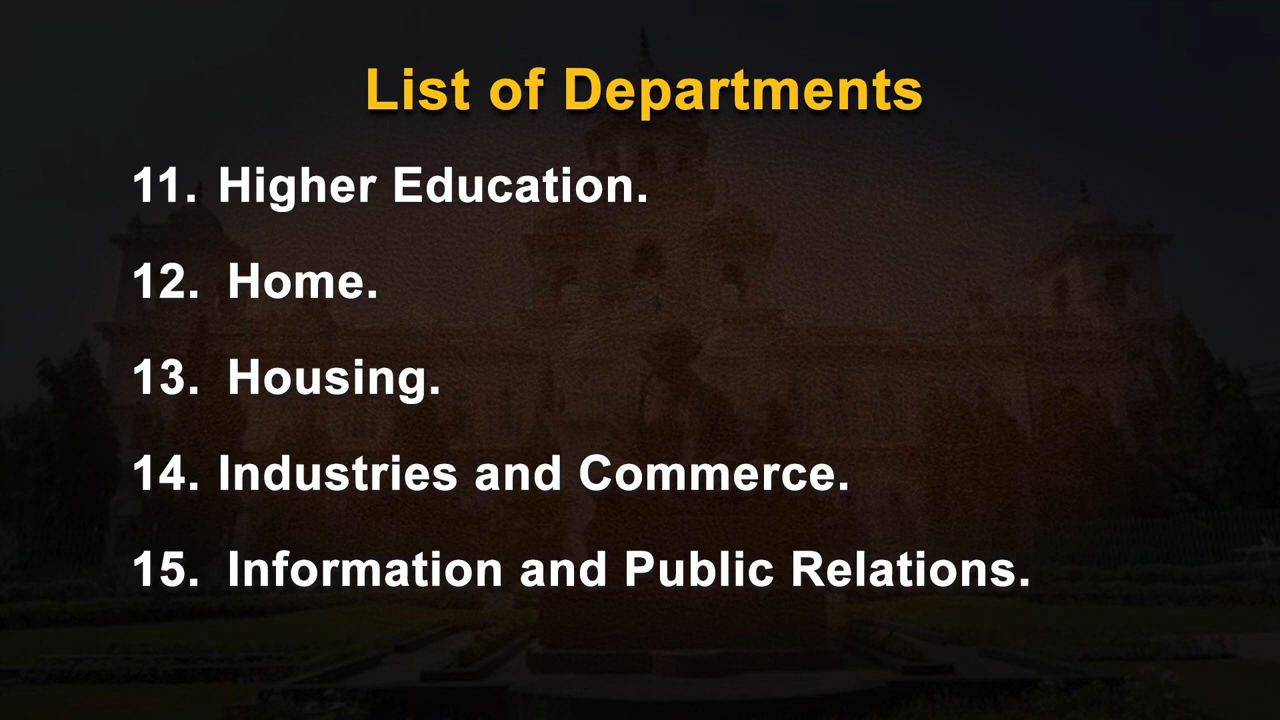 List of Departments
11. Higher Education.
12. Home.
13. Housing.
14. Industries and Commerce.
15. Information and Public Relations.